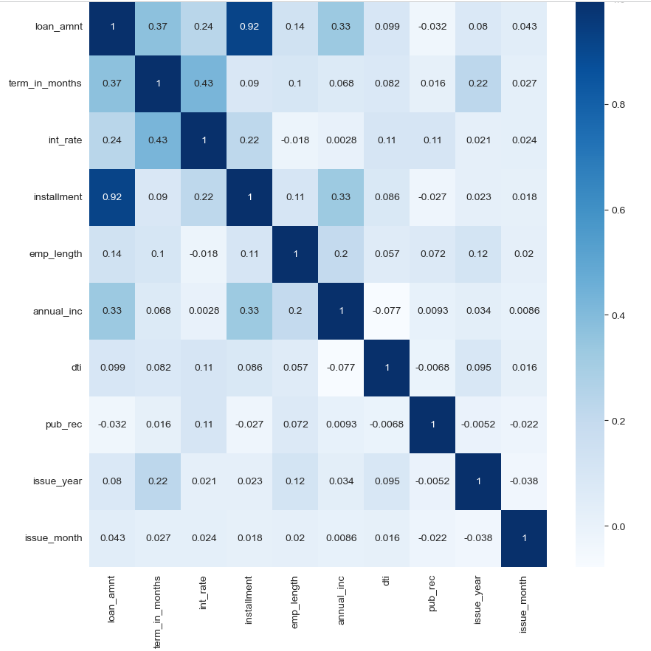 loan_amnt 1 0.37 0.24 0.92 0.14 0.33 0.099 -0.032 0.08 0.043
term_in_months 0.37 1 0.43 0.09 0.1 0.068 0.082 0.016 0.22 0.027
0.8
int_rate 0.24 0.43 1 0.22 -0.018 0.0028 0.11 0.11 0.021 0.024
installment 0.92 0.09 0.22 1 0.11 0.33 0.086 -0.027 0.023 0.018
0.6
emp_length 0.14 0.1 -0.018 0.11 1 0.2 0.057 0.072 0.12 0.02
annual_inc 0.33 0.068 0.0028 0.33 0.2 1 -0.077 0.0093 0.034 0.0086
0.4
dti 0.099 0.082 0.11 0.086 0.057 -0.077 1 -0.0068 0.095 0.016
pub_rec -0.032 0.016 0.11 -0.027 0.072 0.0093 -0.0068 1 -0.0052 -0.022
0.2
issue_year 0.08 0.22 0.021 0.023 0.12 0.034 0.095 -0.0052 1 -0.038
0.0
issue_month 0.043 0.027 0.024 0.018 0.02 0.0086 0.016 -0.022 -0.038 1
loan_amnt
term_in_months
int_rate
installment
emp_length
annual_inc
dti
pub_rec
issue_year
issue_month